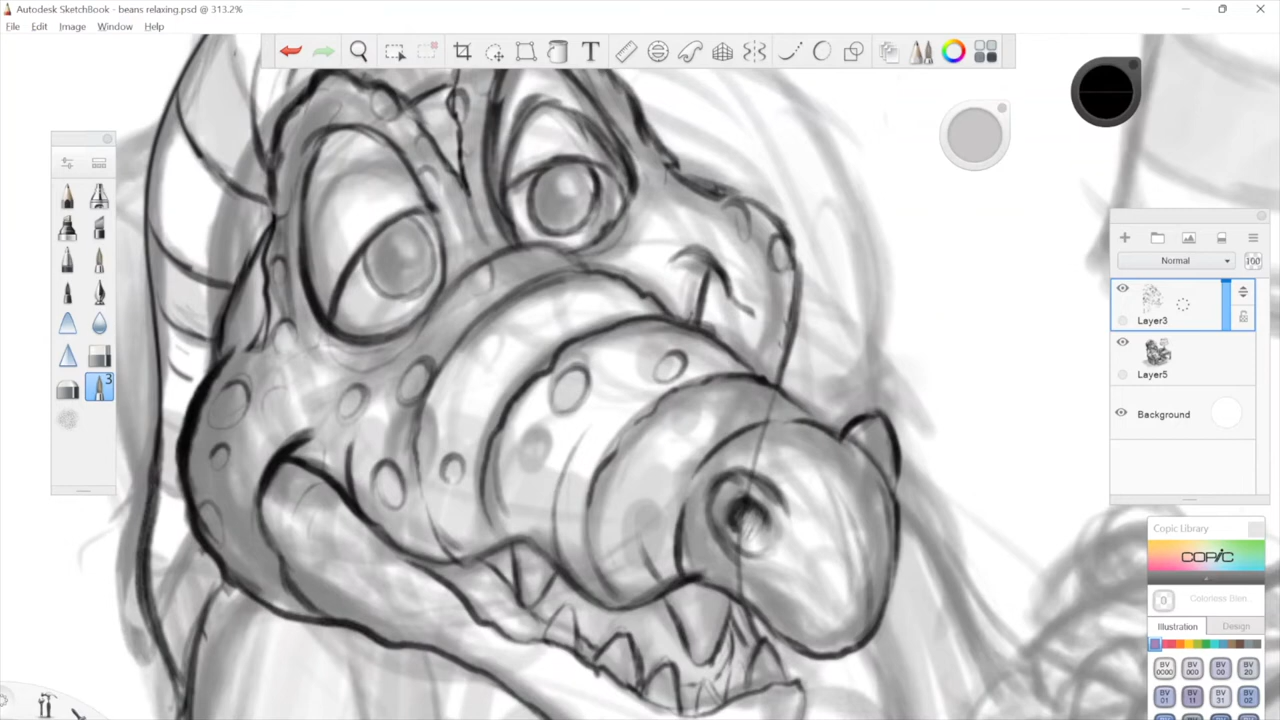 Autodesk SketchBook - beans relaxing.psd @ 313.2%
File Edit Image Window Help
T
3
Normal
100
Layer3
Layer5
Background
Copic Library
COPIC
0 Colorless Blen..
Illustration Design
BV 0000 BV 000 BV 00 BV 20
BV 01 BV 11 BV 31 BV 02